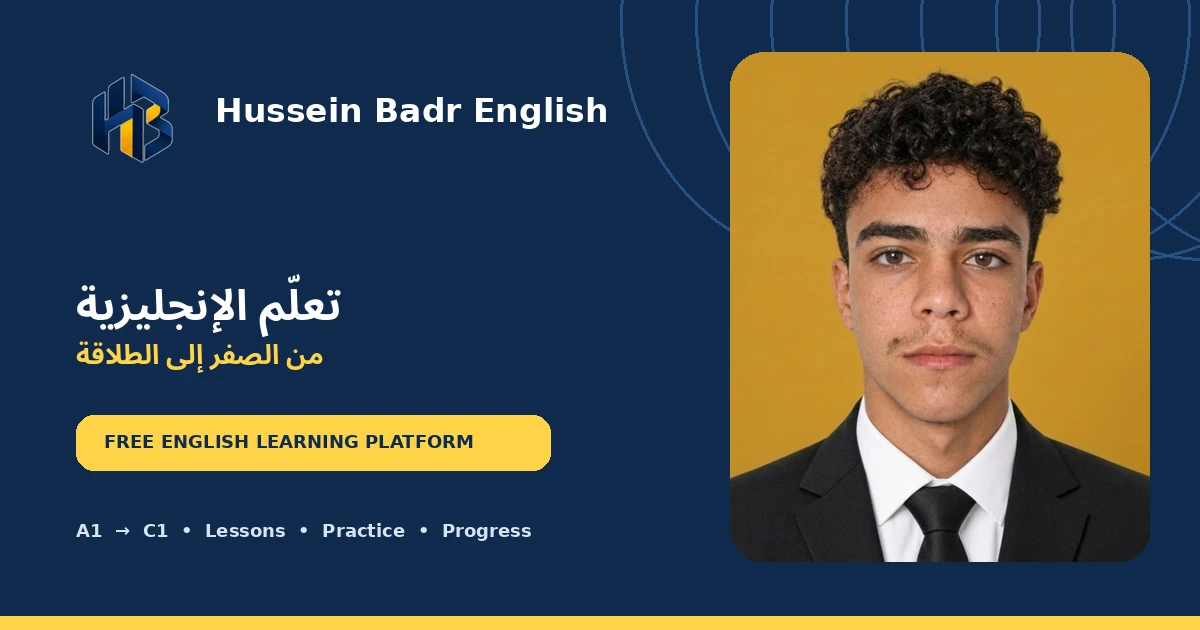 Hussein Badr English
تعلّم الإنجليزية
من الصفر إلى الطلاقة
FREE ENGLISH LEARNING PLATFORM
A1 → C1 • Lessons • Practice • Progress